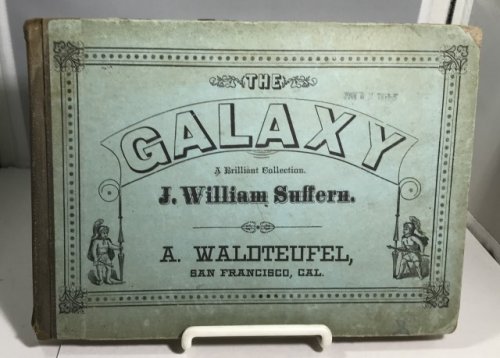 THE
GALAXY
A Brilliant Collection.
J. William Suffern.
A. WALDTEUFEL,
SAN FRANCISCO, CAL.